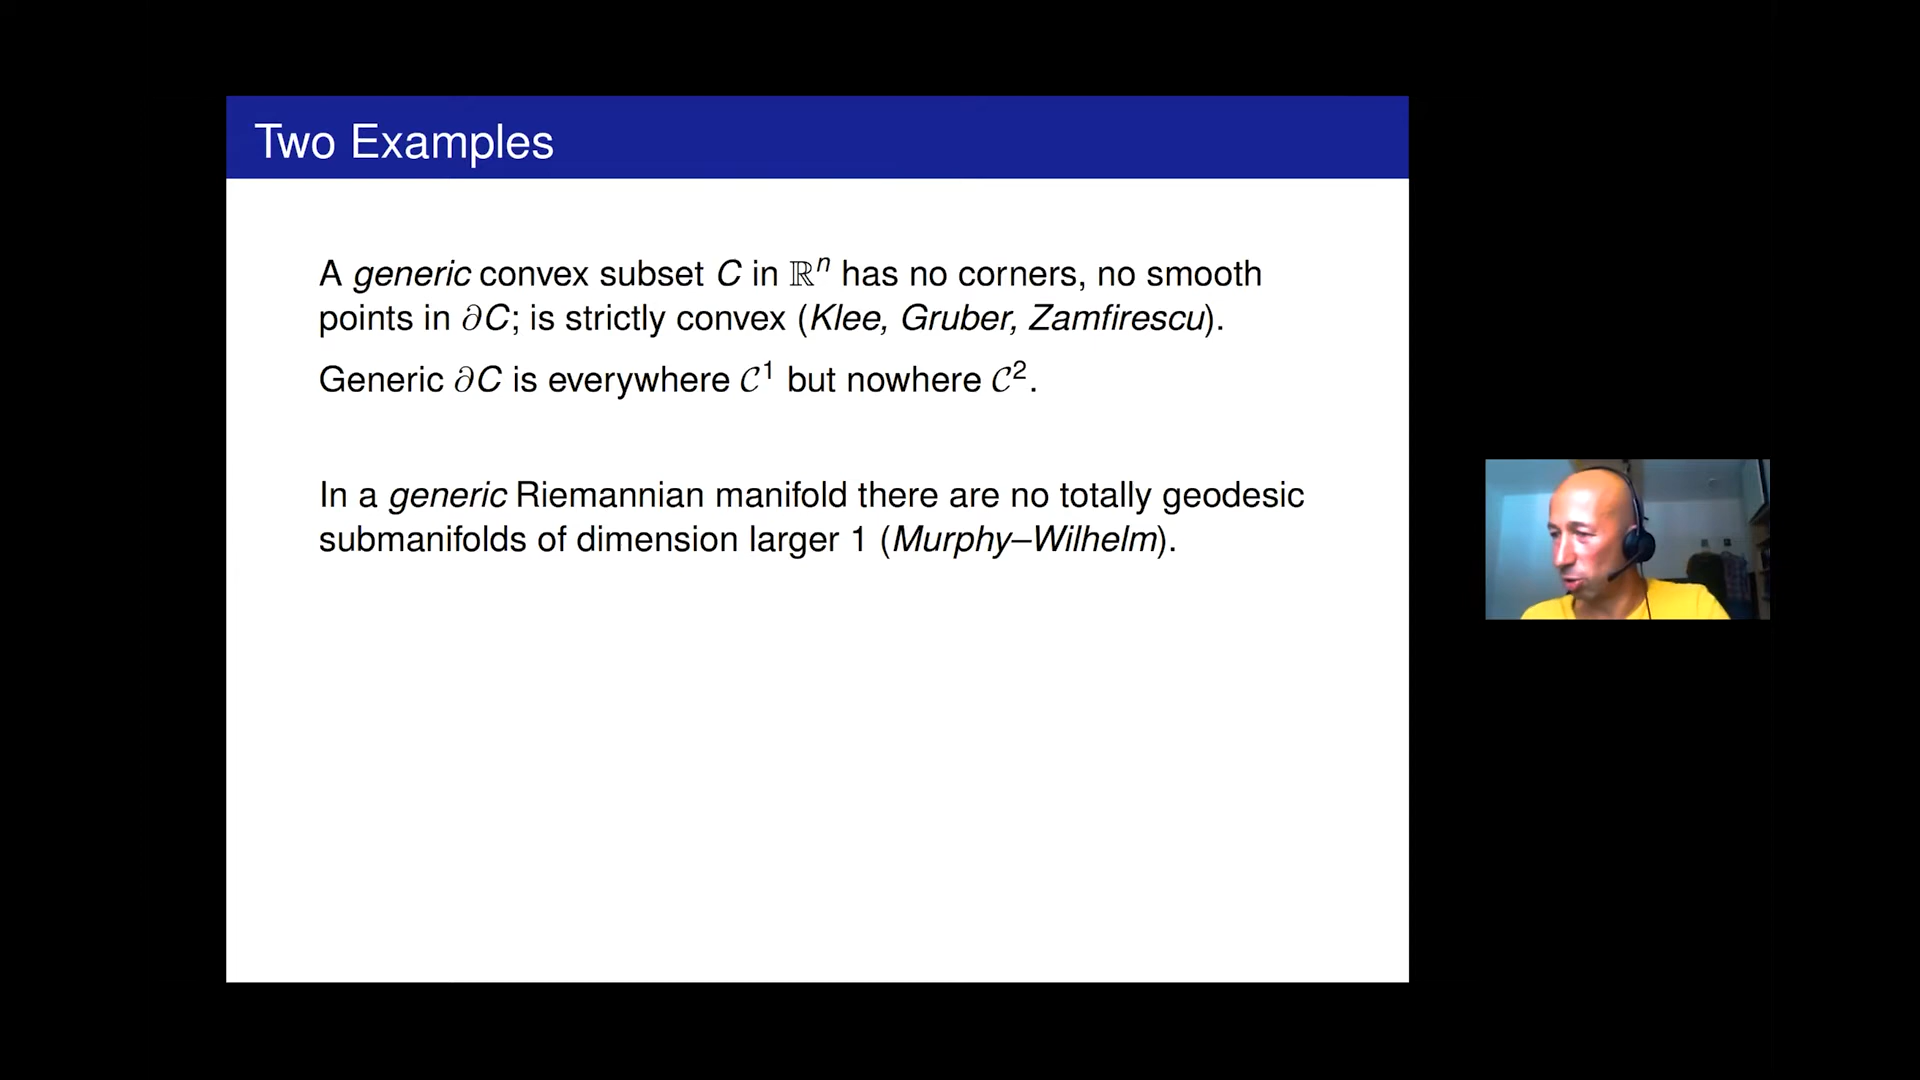 Two Examples
A generic convex subset C in ℝⁿ has no corners, no smooth
points in ∂C; is strictly convex (Klee, Gruber, Zamfirescu).
Generic ∂C is everywhere 𝒞¹ but nowhere 𝒞².
In a generic Riemannian manifold there are no totally geodesic
submanifolds of dimension larger 1 (Murphy–Wilhelm).